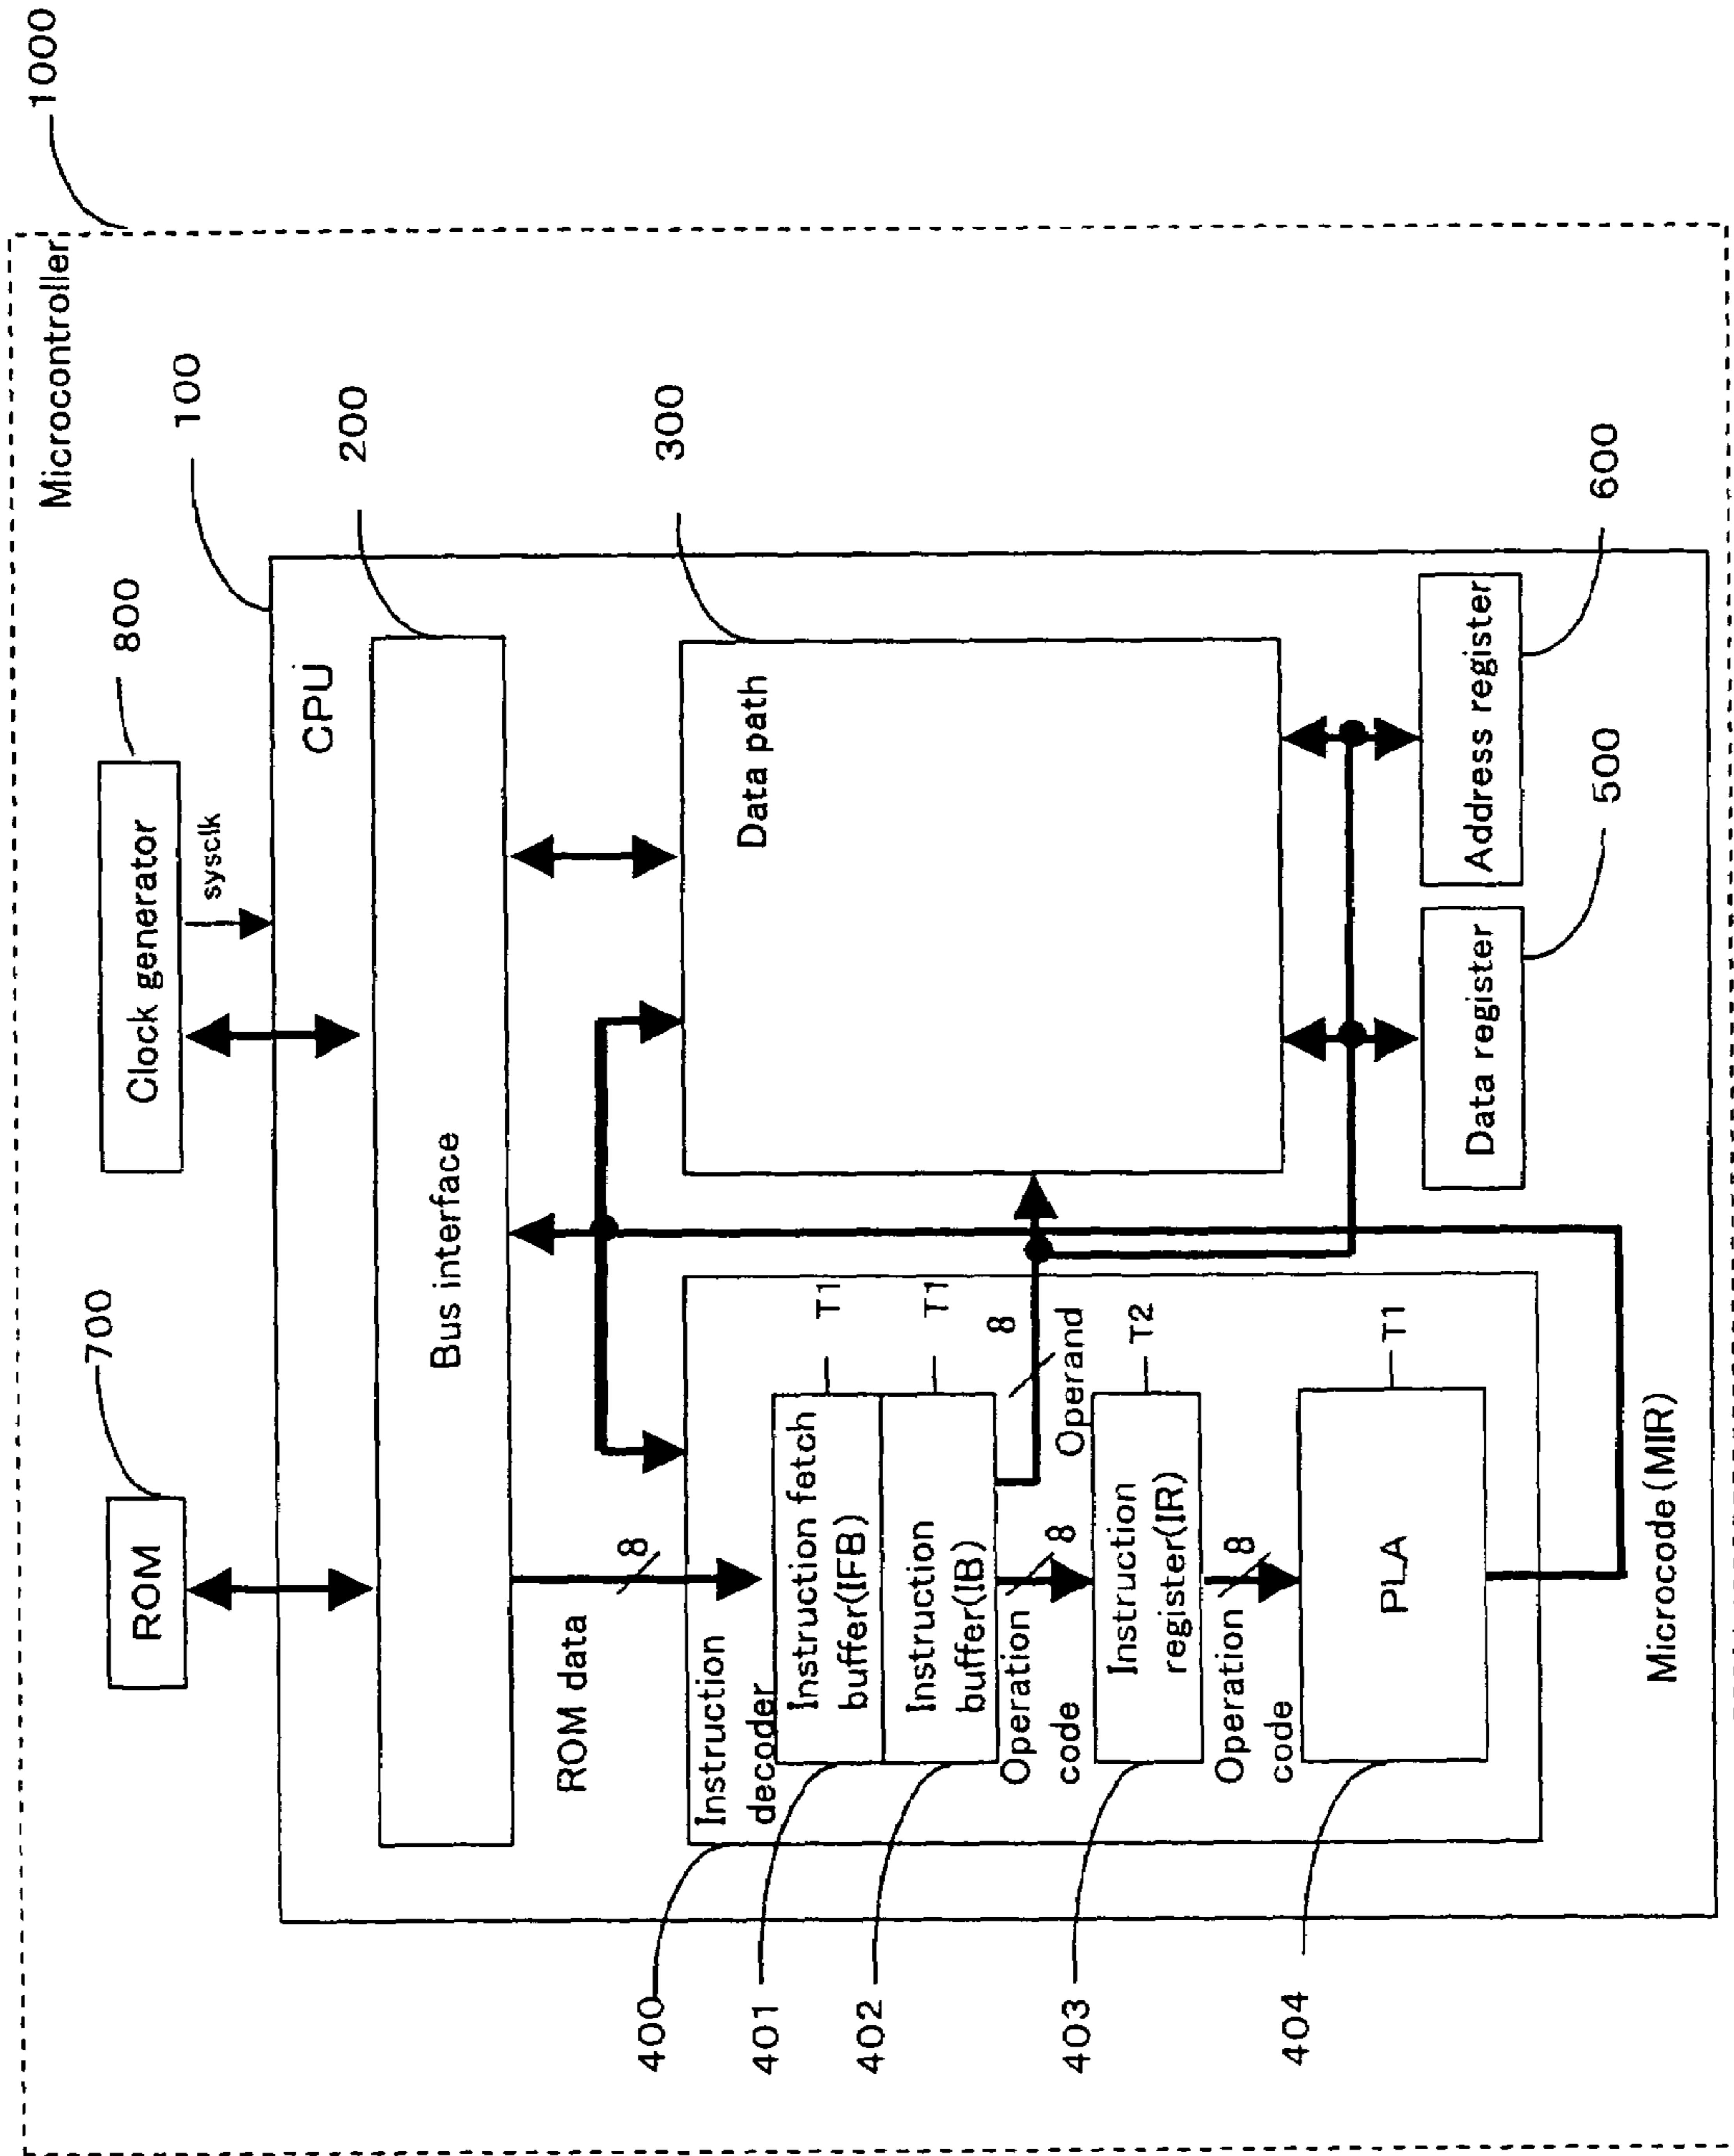 1000
Microcontroller
700
ROM
Clock generator
800
sysclk
100
CPU
200
Bus interface
300
ROM data
8
Data path
400
Instruction
decoder
401
Instruction fetch
buffer(IFB)
T1
402
Instruction
buffer(IB)
T1
Operation
code
8
8
Operand
403
Instruction
register(IR)
T2
Operation
code
8
404
PLA
T1
Data register
500
Address register
600
Microcode(MIR)